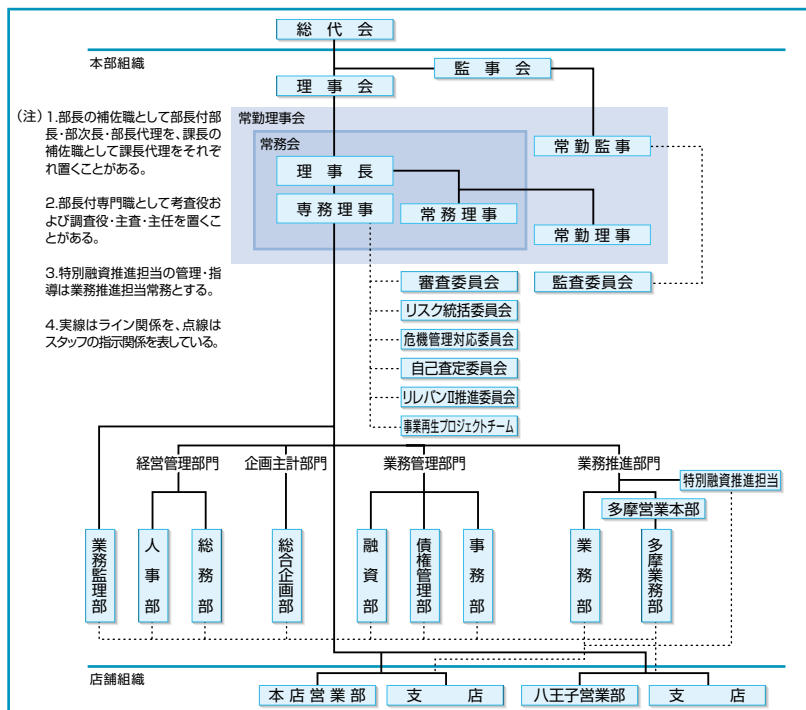 総代会
本部組織
監事会
理事会
(注)1.部長の補佐職として部長付部
長・部次長・部長代理を、課長の
補佐職として課長代理をそれぞ
れ置くことがある。
2.部長付専門職として考査役お
よび調査役・主査・主任を置くこ
とがある。
3.特別融資推進担当の管理・指
導は業務推進担当常務とする。
4.実線はライン関係を、点線は
スタッフの指示関係を表している。
常勤理事会
常務会
常勤監事
理事長
専務理事
常務理事
常勤理事
審査委員会
監査委員会
リスク統括委員会
危機管理対応委員会
自己査定委員会
リレバンⅡ推進委員会
事業再生プロジェクトチーム
経営管理部門
企画主計部門
業務管理部門
業務推進部門
特別融資推進担当
多摩営業本部
業務監理部
人事部
総務部
総合企画部
融資部
債権管理部
事務部
業務部
多摩業務部
店舗組織
本店営業部
支店
八王子営業部
支店